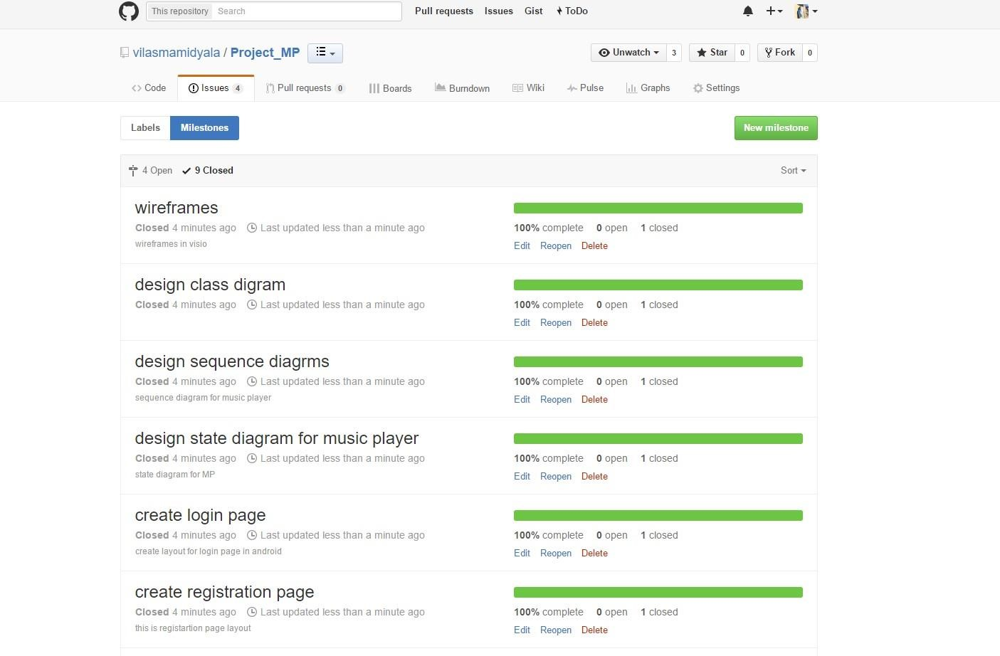 This repository Search Pull requests Issues Gist ToDo
vilasmamidyala / Project_MP Unwatch 3 Star 0 Fork 0
Code Issues 4 Pull requests 0 Boards Burndown Wiki Pulse Graphs Settings
Labels Milestones New milestone
4 Open 9 Closed Sort
wireframes
Closed 4 minutes ago Last updated less than a minute ago
wireframes in visio
100% complete 0 open 1 closed
Edit Reopen Delete
design class digram
Closed 4 minutes ago Last updated less than a minute ago
100% complete 0 open 1 closed
Edit Reopen Delete
design sequence diagrms
Closed 4 minutes ago Last updated less than a minute ago
sequence diagram for music player
100% complete 0 open 1 closed
Edit Reopen Delete
design state diagram for music player
Closed 4 minutes ago Last updated less than a minute ago
state diagram for MP
100% complete 0 open 1 closed
Edit Reopen Delete
create login page
Closed 4 minutes ago Last updated less than a minute ago
create layout for login page in android
100% complete 0 open 1 closed
Edit Reopen Delete
create registration page
Closed 4 minutes ago Last updated less than a minute ago
this is registartion page layout
100% complete 0 open 1 closed
Edit Reopen Delete